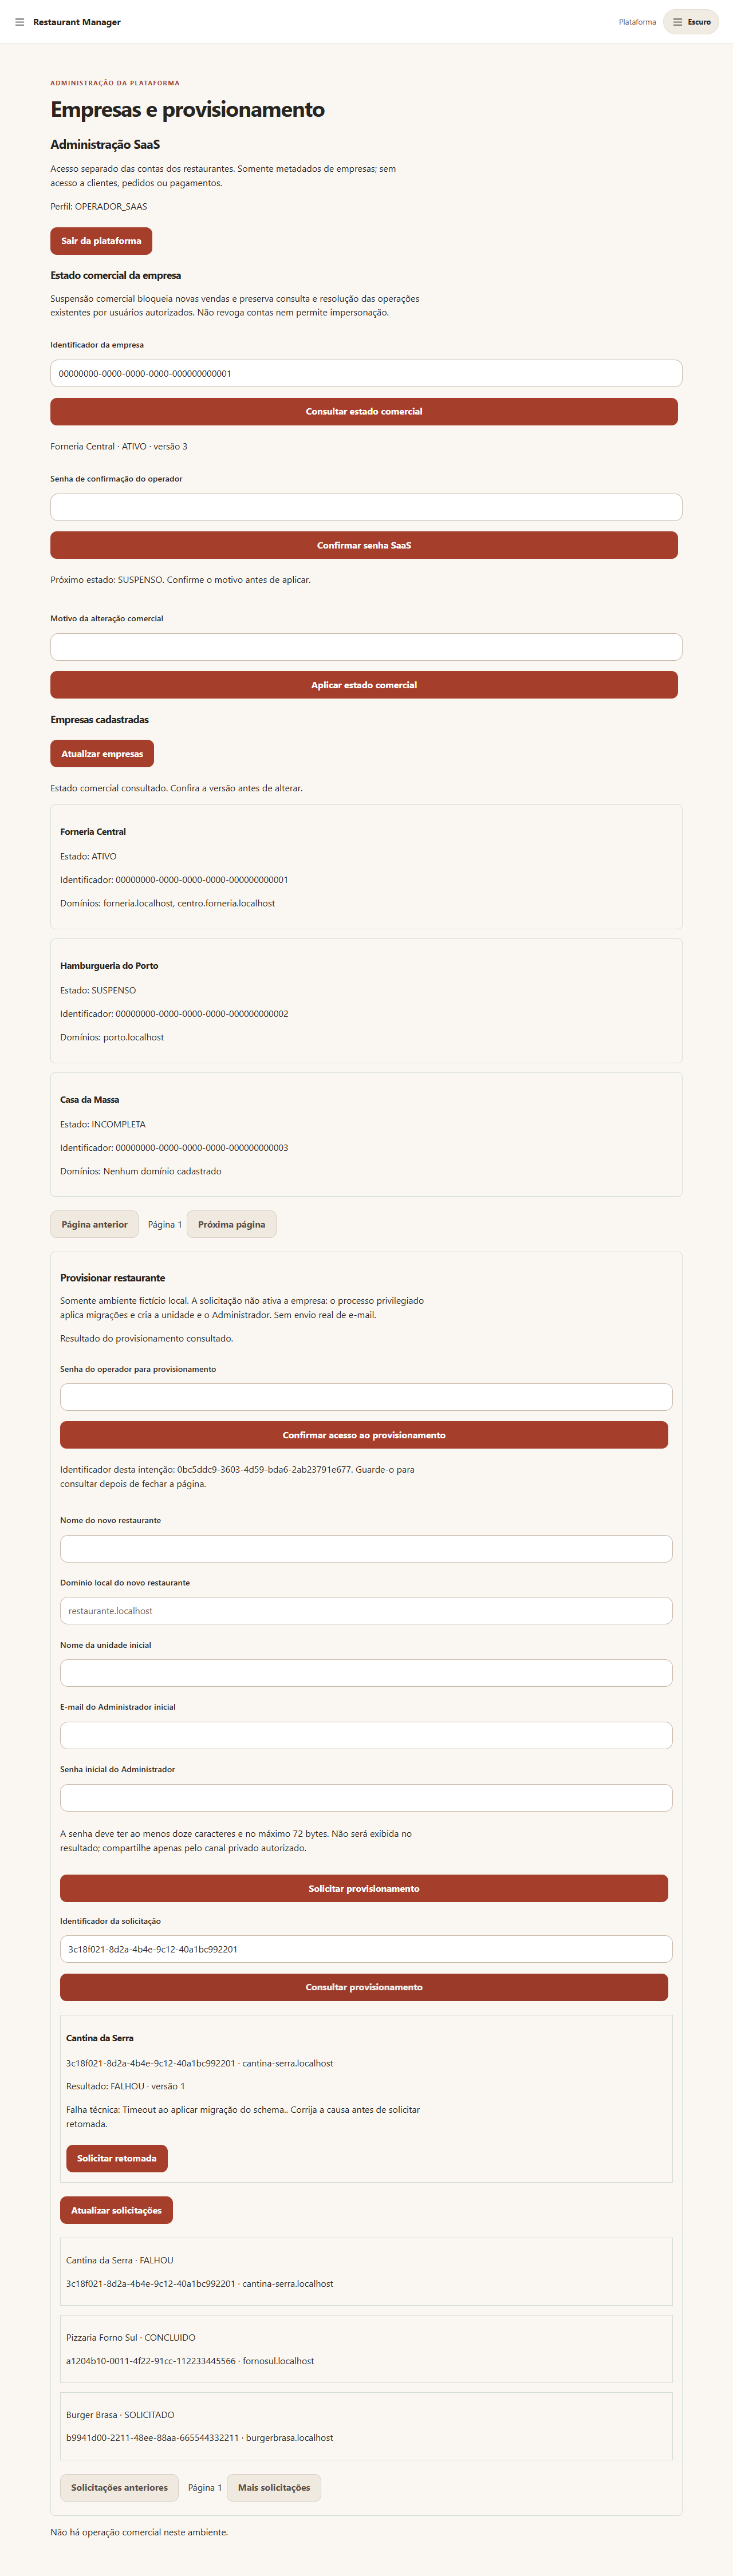 Restaurant Manager
Plataforma
Escuro
ADMINISTRAÇÃO DA PLATAFORMA
Empresas e provisionamento
Administração SaaS
Acesso separado das contas dos restaurantes. Somente metadados de empresas; sem
acesso a clientes, pedidos ou pagamentos.
Perfil: OPERADOR_SAAS
Sair da plataforma
Estado comercial da empresa
Suspensão comercial bloqueia novas vendas e preserva consulta e resolução das operações
existentes por usuários autorizados. Não revoga contas nem permite impersonação.
Identificador da empresa
00000000-0000-0000-0000-000000000001
Consultar estado comercial
Forneria Central · ATIVO · versão 3
Senha de confirmação do operador
Confirmar senha SaaS
Próximo estado: SUSPENSO. Confirme o motivo antes de aplicar.
Motivo da alteração comercial
Aplicar estado comercial
Empresas cadastradas
Atualizar empresas
Estado comercial consultado. Confira a versão antes de alterar.
Forneria Central
Estado: ATIVO
Identificador: 00000000-0000-0000-0000-000000000001
Domínios: forneria.localhost, centro.forneria.localhost
Hamburgueria do Porto
Estado: SUSPENSO
Identificador: 00000000-0000-0000-0000-000000000002
Domínios: porto.localhost
Casa da Massa
Estado: INCOMPLETA
Identificador: 00000000-0000-0000-0000-000000000003
Domínios: Nenhum domínio cadastrado
Página anterior
Página 1
Próxima página
Provisionar restaurante
Somente ambiente fictício local. A solicitação não ativa a empresa: o processo privilegiado
aplica migrações e cria a unidade e o Administrador. Sem envio real de e-mail.
Resultado do provisionamento consultado.
Senha do operador para provisionamento
Confirmar acesso ao provisionamento
Identificador desta intenção: 0bc5ddc9-3603-4d59-bda6-2ab23791e677. Guarde-o para
consultar depois de fechar a página.
Nome do novo restaurante
Domínio local do novo restaurante
restaurante.localhost
Nome da unidade inicial
E-mail do Administrador inicial
Senha inicial do Administrador
A senha deve ter ao menos doze caracteres e no máximo 72 bytes. Não será exibida no
resultado; compartilhe apenas pelo canal privado autorizado.
Solicitar provisionamento
Identificador da solicitação
3c18f021-8d2a-4b4e-9c12-40a1bc992201
Consultar provisionamento
Cantina da Serra
3c18f021-8d2a-4b4e-9c12-40a1bc992201 · cantina-serra.localhost
Resultado: FALHOU · versão 1
Falha técnica: Timeout ao aplicar migração do schema.. Corrija a causa antes de solicitar
retomada.
Solicitar retomada
Atualizar solicitações
Cantina da Serra · FALHOU
3c18f021-8d2a-4b4e-9c12-40a1bc992201 · cantina-serra.localhost
Pizzaria Forno Sul · CONCLUIDO
a1204b10-0011-4f22-91cc-112233445566 · fornosul.localhost
Burger Brasa · SOLICITADO
b9941d00-2211-48ee-88aa-665544332211 · burgerbrasa.localhost
Solicitações anteriores
Página 1
Mais solicitações
Não há operação comercial neste ambiente.